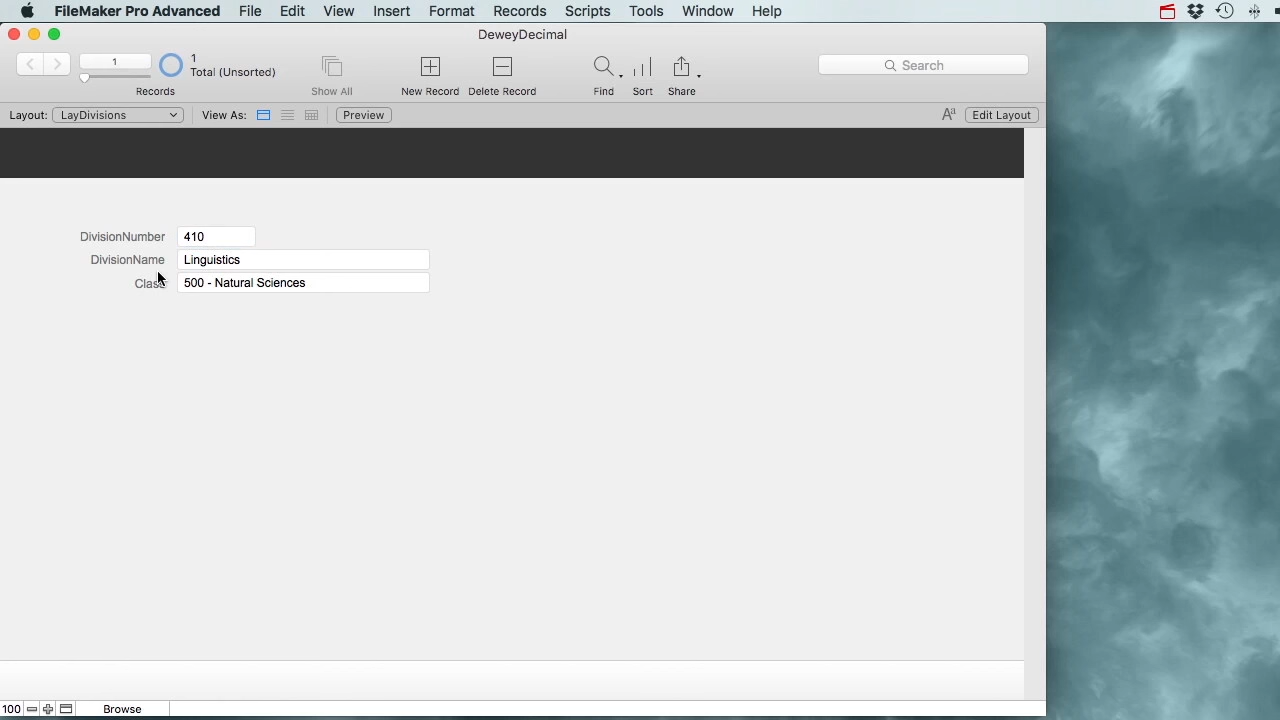 FileMaker Pro Advanced File Edit View Insert Format Records Scripts Tools Window Help
DeweyDecimal
1 1 Total (Unsorted) Search
Records Show All New Record Delete Record Find Sort Share
Layout: LayDivisions View As: Preview Aa Edit Layout
DivisionNumber 410
DivisionName Linguistics
Class 500 - Natural Sciences
100 Browse